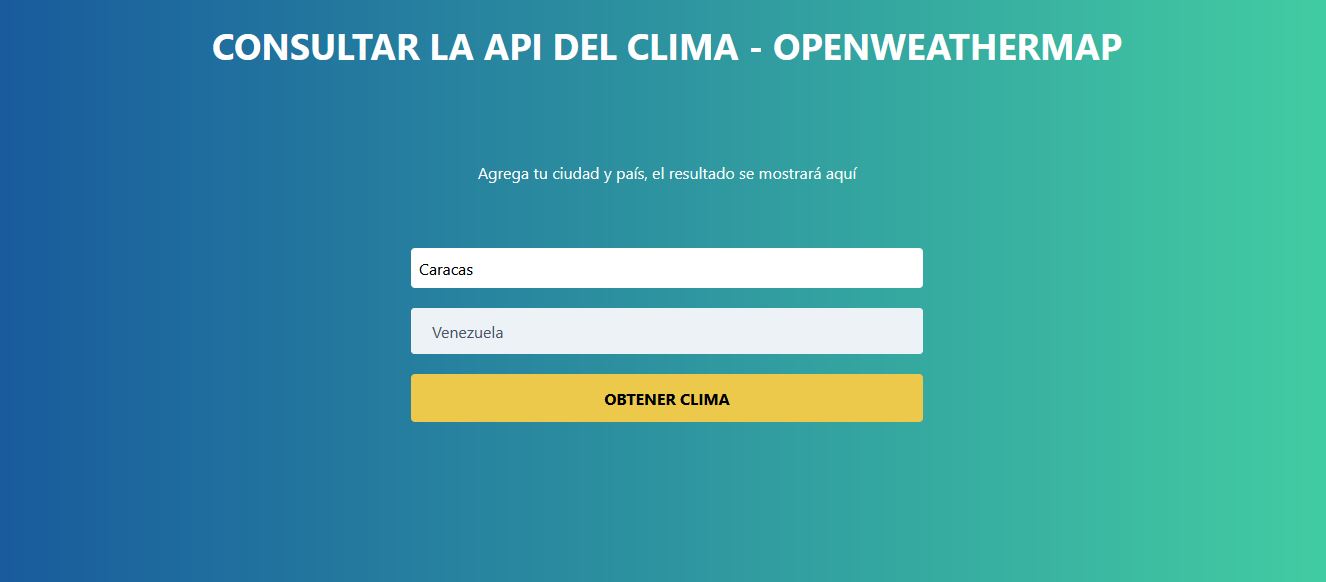 CONSULTAR LA API DEL CLIMA - OPENWEATHERMAP
Agrega tu ciudad y país, el resultado se mostrará aquí
Caracas
Venezuela
OBTENER CLIMA